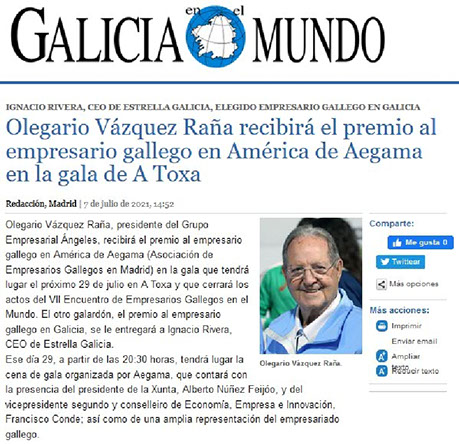 GALICIA en el MUNDO
IGNACIO RIVERA, CEO DE ESTRELLA GALICIA, ELEGIDO EMPRESARIO GALLEGO EN GALICIA
Olegario Vázquez Raña recibirá el premio al
empresario gallego en América de Aegama
en la gala de A Toxa
Redacción, Madrid | 7 de julio de 2021, 14:52
Olegario Vázquez Raña, presidente del Grupo
Empresarial Ángeles, recibirá el premio al empresario
gallego en América de Aegama (Asociación de
Empresarios Gallegos en Madrid) en la gala que tendrá
lugar el próximo 29 de julio en A Toxa y que cerrará los
actos del VII Encuentro de Empresarios Gallegos en el
Mundo. El otro galardón, el premio al empresario
gallego en Galicia, se le entregará a Ignacio Rivera,
CEO de Estrella Galicia.
Ese día 29, a partir de las 20:30 horas, tendrá lugar la
cena de gala organizada por Aegama, que contará con
la presencia del presidente de la Xunta, Alberto Núñez Feijóo, y del
vicepresidente segundo y conselleiro de Economía, Empresa e Innovación,
Francisco Conde; así como de una amplia representación del empresariado
gallego.
Olegario Vázquez Raña.
Comparte:
Me gusta 0
Twittear
Más opciones
Más acciones:
Imprimir
Enviar email
Ampliar
texto
Reducir texto